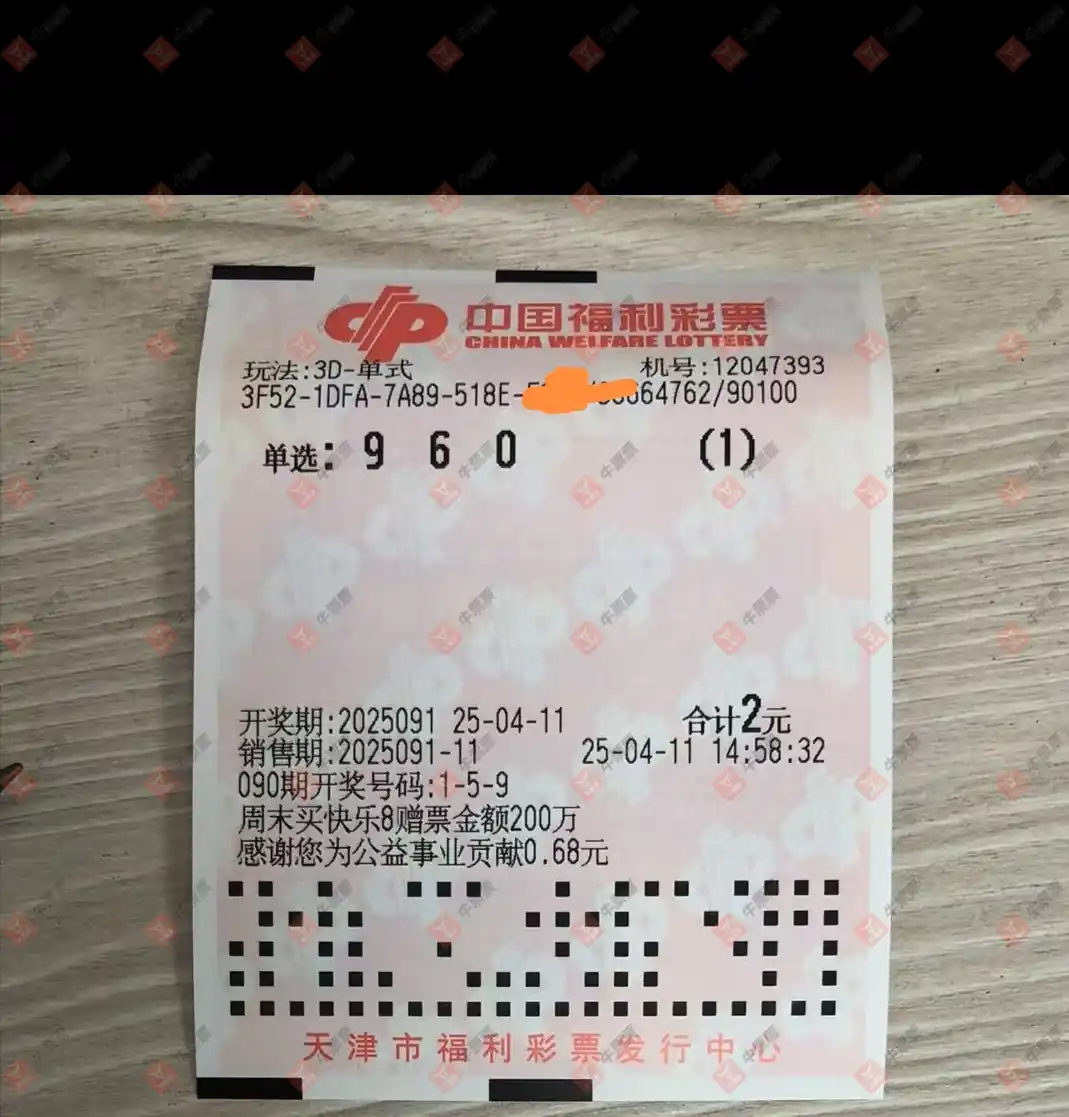 中国福利彩票
CHINA WELFARE LOTTERY
玩法:3D-单式 机号:12047393
3F52-1DFA-7A89-518E- 64762/90100
单选: 9 6 0 (1)
开奖期:2025091 25-04-11 合计2元
销售期:2025091-11 25-04-11 14:58:32
090期开奖号码:1-5-9
周末买快乐8赠票金额200万
感谢您为公益事业贡献0.68元
天津市福利彩票发行中心
牛票票